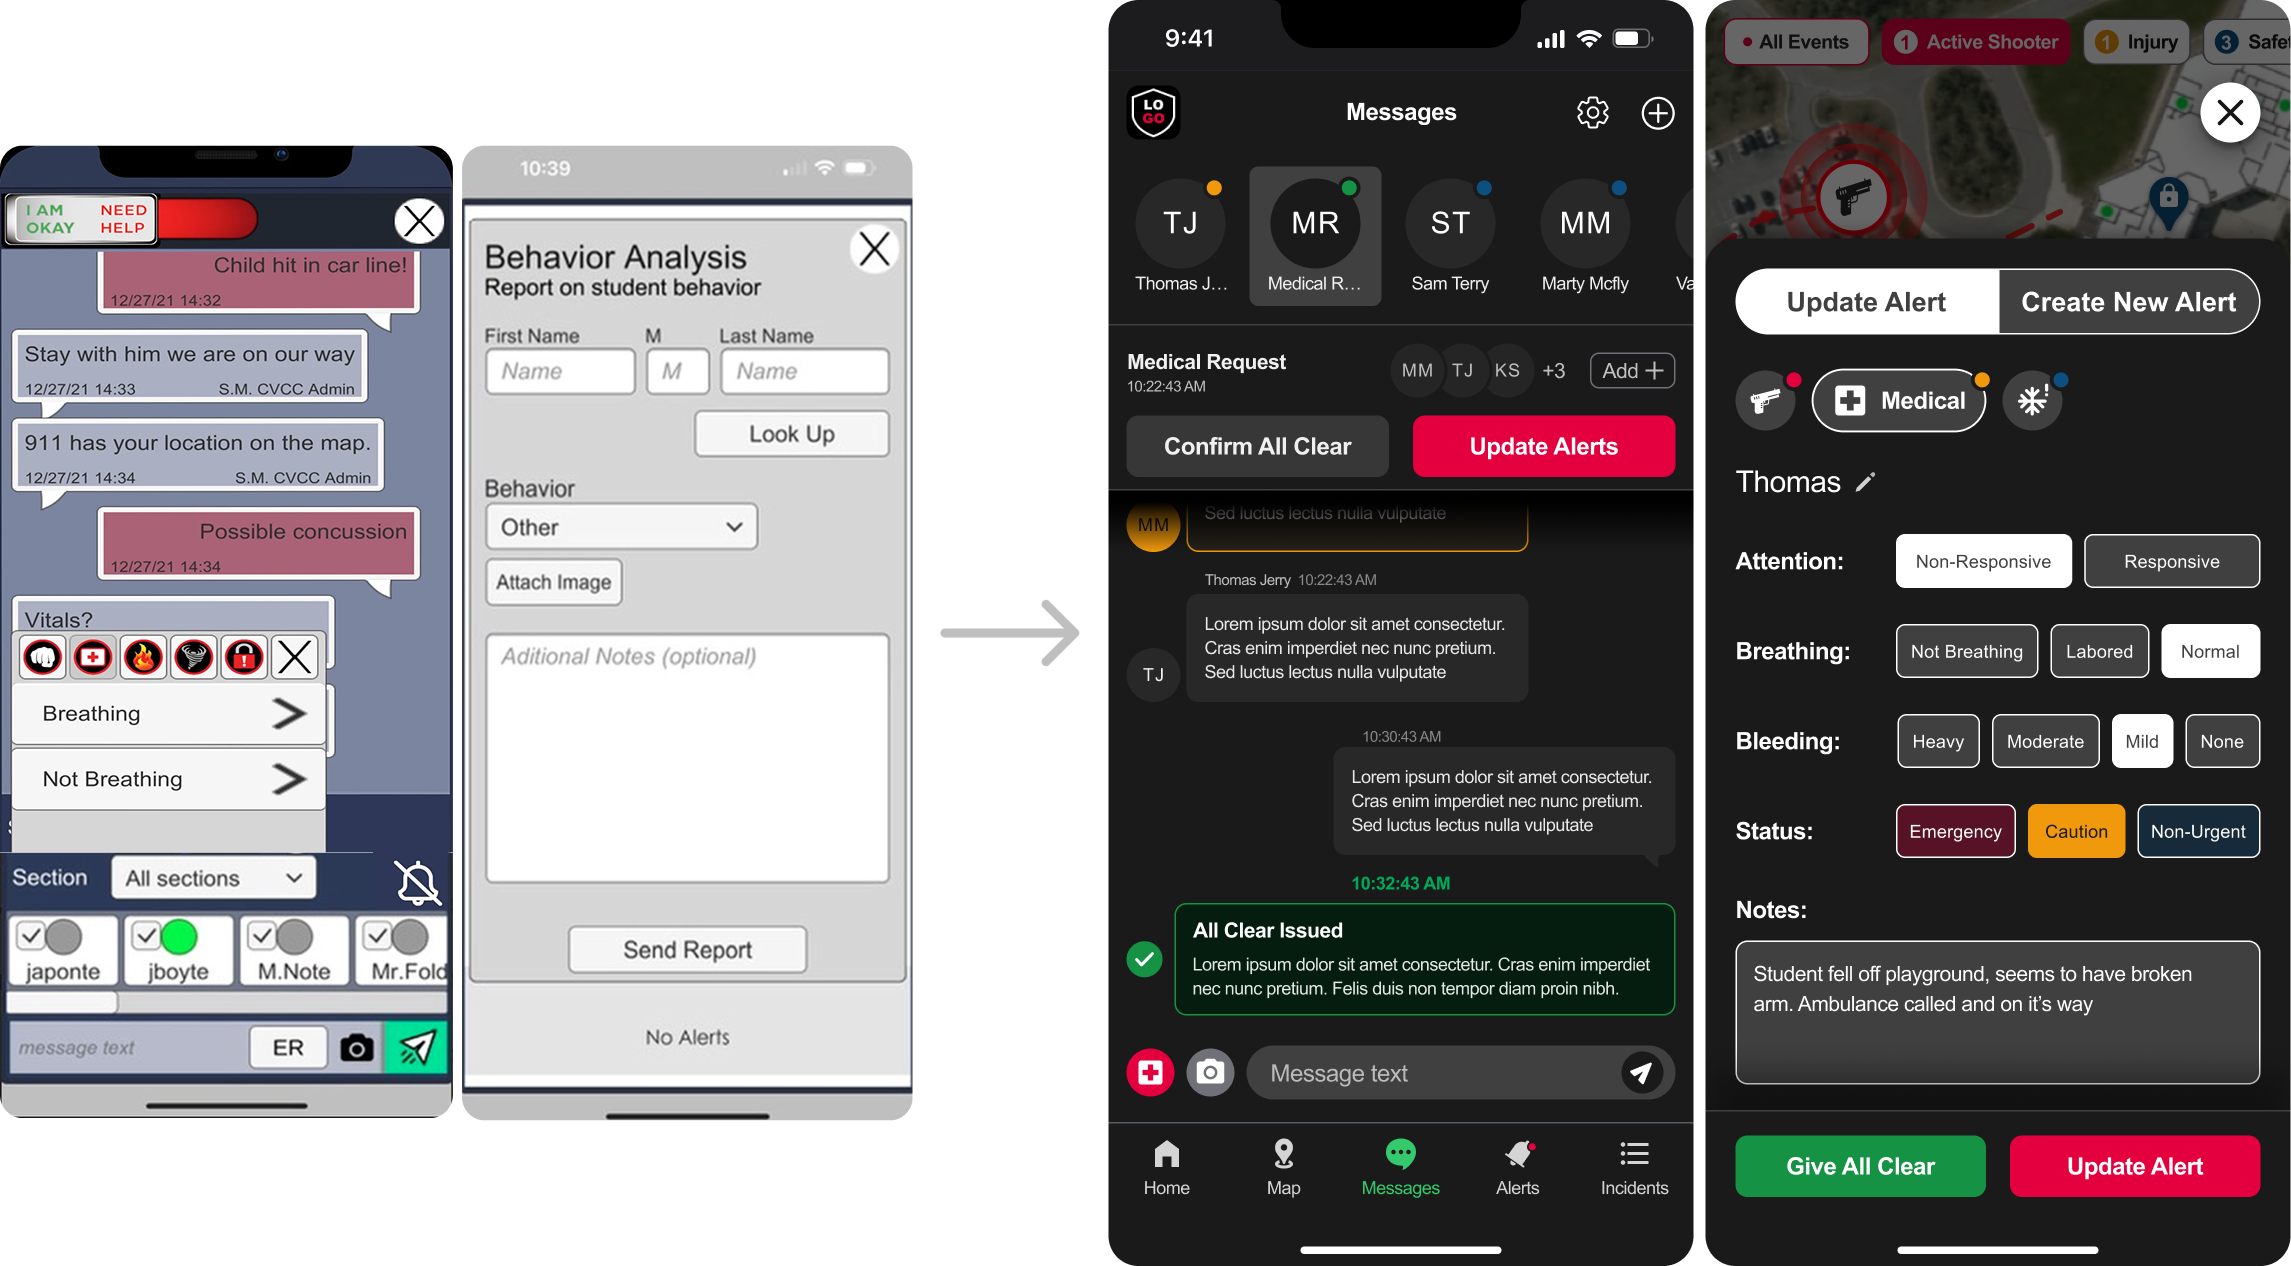 I AM OKAY
NEED HELP
Child hit in car line!
12/27/21 14:32
Stay with him we are on our way
12/27/21 14:33 S.M. CVCC Admin
911 has your location on the map.
12/27/21 14:34 S.M. CVCC Admin
Possible concussion
12/27/21 14:34
Vitals?
Breathing
Not Breathing
Section
All sections
japonte
jboyte
M.Note
Mr.Fold
message text
ER
10:39
Behavior Analysis
Report on student behavior
First Name M Last Name
Name M Name
Look Up
Behavior
Other
Attach Image
Aditional Notes (optional)
Send Report
No Alerts
9:41
LO
GO
Messages
TJ MR ST MM
Thomas J... Medical R... Sam Terry Marty Mcfly Va
Medical Request
10:22:43 AM
MM TJ KS +3
Add
Confirm All Clear
Update Alerts
MM
Sed luctus lectus nulla vulputate
Thomas Jerry 10:22:43 AM
Lorem ipsum dolor sit amet consectetur.
Cras enim imperdiet nec nunc pretium.
Sed luctus lectus nulla vulputate
TJ
10:30:43 AM
Lorem ipsum dolor sit amet consectetur.
Cras enim imperdiet nec nunc pretium.
Sed luctus lectus nulla vulputate
10:32:43 AM
All Clear Issued
Lorem ipsum dolor sit amet consectetur. Cras enim imperdiet
nec nunc pretium. Felis duis non tempor diam proin nibh.
Message text
Home Map Messages Alerts Incidents
All Events 1 Active Shooter 1 Injury 3 Safet
Update Alert Create New Alert
Medical
Thomas
Attention: Non-Responsive Responsive
Breathing: Not Breathing Labored Normal
Bleeding: Heavy Moderate Mild None
Status: Emergency Caution Non-Urgent
Notes:
Student fell off playground, seems to have broken
arm. Ambulance called and on it's way
Give All Clear Update Alert